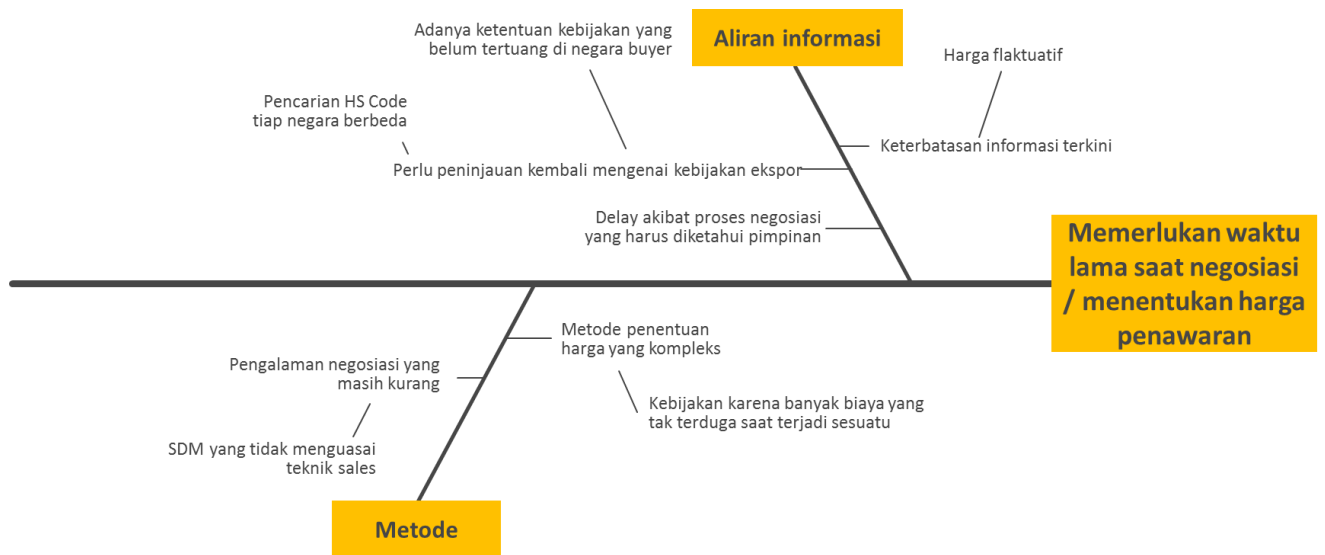 Adanya ketentuan kebijakan yang
belum tertuang di negara buyer
Aliran informasi
Harga flaktuatif
Pencarian HS Code
tiap negara berbeda
Keterbatasan informasi terkini
Perlu peninjauan kembali mengenai kebijakan ekspor
Delay akibat proses negosiasi
yang harus diketahui pimpinan
Memerlukan waktu
lama saat negosiasi
/ menentukan harga
penawaran
Metode penentuan
harga yang kompleks
Pengalaman negosiasi yang
masih kurang
Kebijakan karena banyak biaya yang
tak terduga saat terjadi sesuatu
SDM yang tidak menguasai
teknik sales
Metode